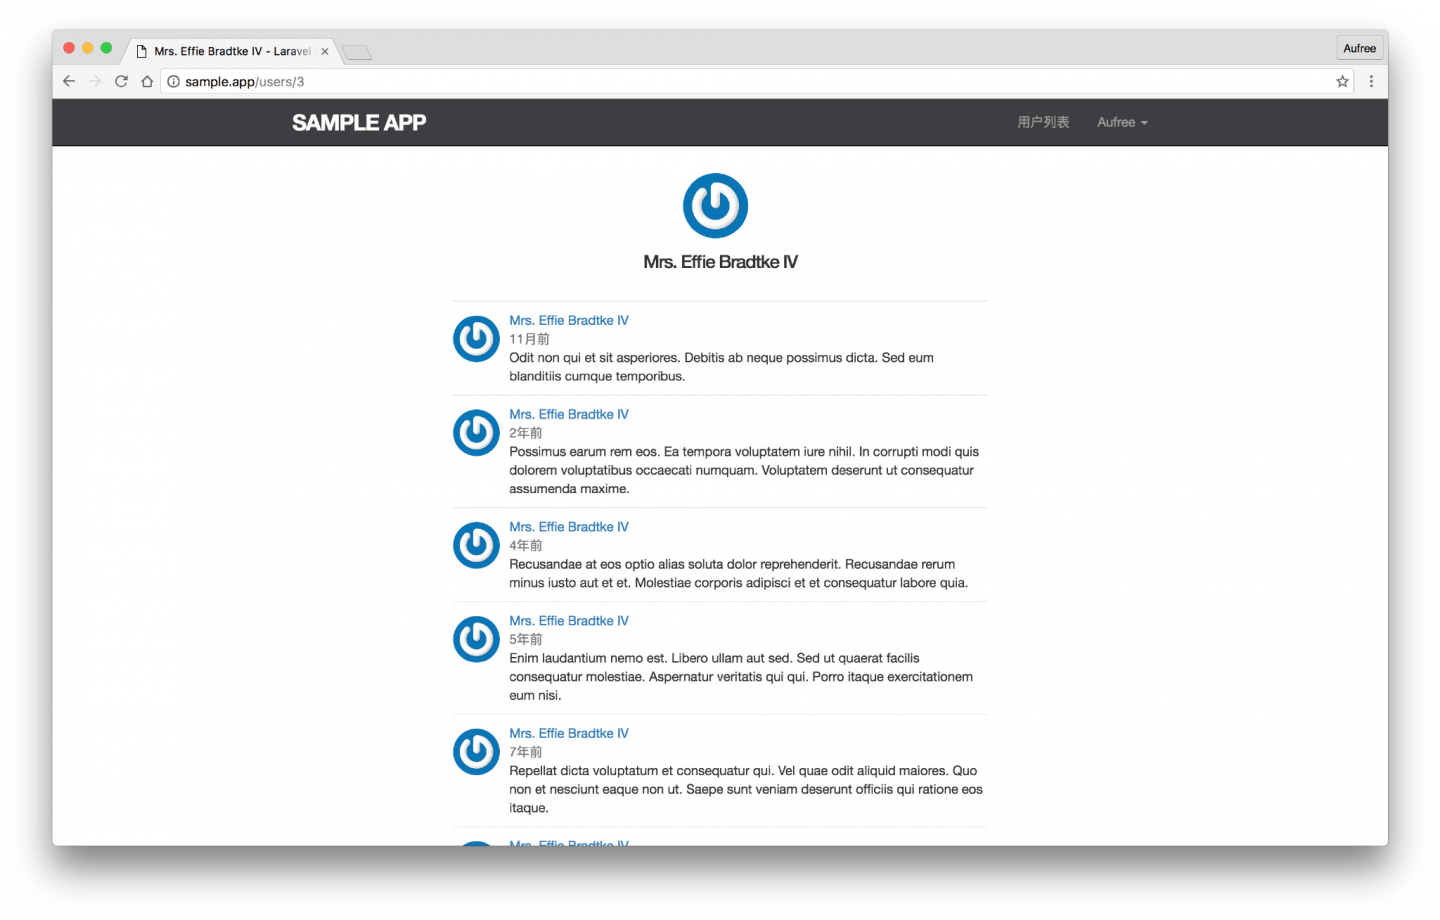 Mrs. Effie Bradtke IV - Laravel
Aufree
sample.app/users/3
SAMPLE APP
用户列表
Aufree
Mrs. Effie Bradtke IV
Mrs. Effie Bradtke IV
11月前
Odit non qui et sit asperiores. Debitis ab neque possimus dicta. Sed eum
blanditiis cumque temporibus.
Mrs. Effie Bradtke IV
2年前
Possimus earum rem eos. Ea tempora voluptatem iure nihil. In corrupti modi quis
dolorem voluptatibus occaecati numquam. Voluptatem deserunt ut consequatur
assumenda maxime.
Mrs. Effie Bradtke IV
4年前
Recusandae at eos optio alias soluta dolor reprehenderit. Recusandae rerum
minus iusto aut et et. Molestiae corporis adipisci et et consequatur labore quia.
Mrs. Effie Bradtke IV
5年前
Enim laudantium nemo est. Libero ullam aut sed. Sed ut quaerat facilis
consequatur molestiae. Aspernatur veritatis qui qui. Porro itaque exercitationem
eum nisi.
Mrs. Effie Bradtke IV
7年前
Repellat dicta voluptatum et consequatur qui. Vel quae odit aliquid maiores. Quo
non et nesciunt eaque non ut. Saepe sunt veniam deserunt officiis qui ratione eos
itaque.
Mrs. Effie Bradtke IV